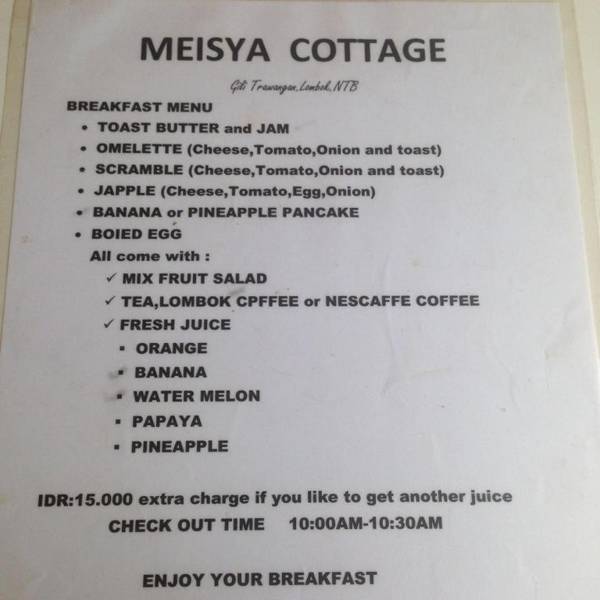 MEISYA COTTAGE
Gili Trawangan,Lombok,NTB
BREAKFAST MENU
• TOAST BUTTER and JAM
• OMELETTE (Cheese,Tomato,Onion and toast)
• SCRAMBLE (Cheese,Tomato,Onion and toast)
• JAPPLE (Cheese,Tomato,Egg,Onion)
• BANANA or PINEAPPLE PANCAKE
• BOIED EGG
All come with :
✓ MIX FRUIT SALAD
✓ TEA,LOMBOK CPFFEE or NESCAFFE COFFEE
✓ FRESH JUICE
▪ ORANGE
▪ BANANA
▪ WATER MELON
▪ PAPAYA
▪ PINEAPPLE
IDR:15.000 extra charge if you like to get another juice
CHECK OUT TIME 10:00AM-10:30AM
ENJOY YOUR BREAKFAST